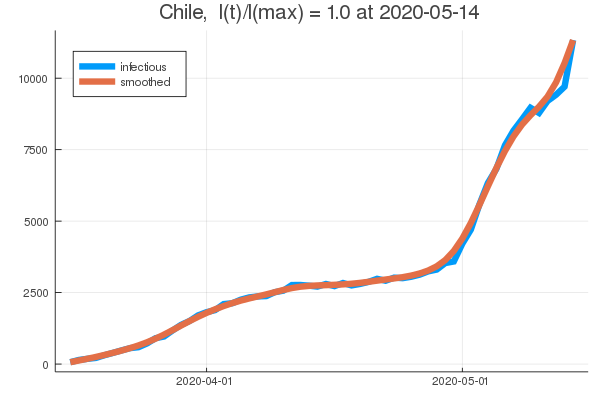 Chile, I(t)/I(max) = 1.0 at 2020-05-14
infectious
smoothed
10000
7500
5000
2500
0
2020-04-01 2020-05-01